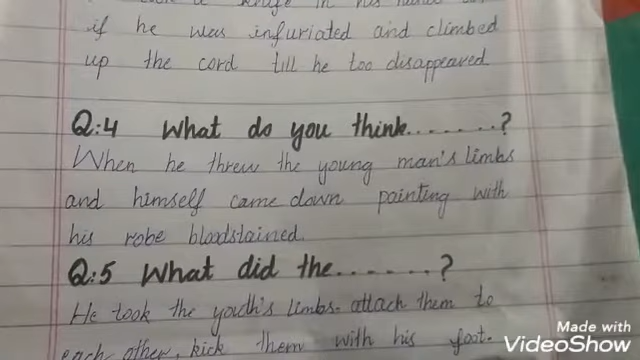 if he was infuriated and climbed
up the cord till he too disappeared
Q:4 What do you think.......?
When he threw the young man's limbs
and himself came down painting with
his robe bloodstained.
Q:5 What did the.......?
He took the youth's limbs. attach them to
each other, kick them with his foot.
Made with
VideoShow